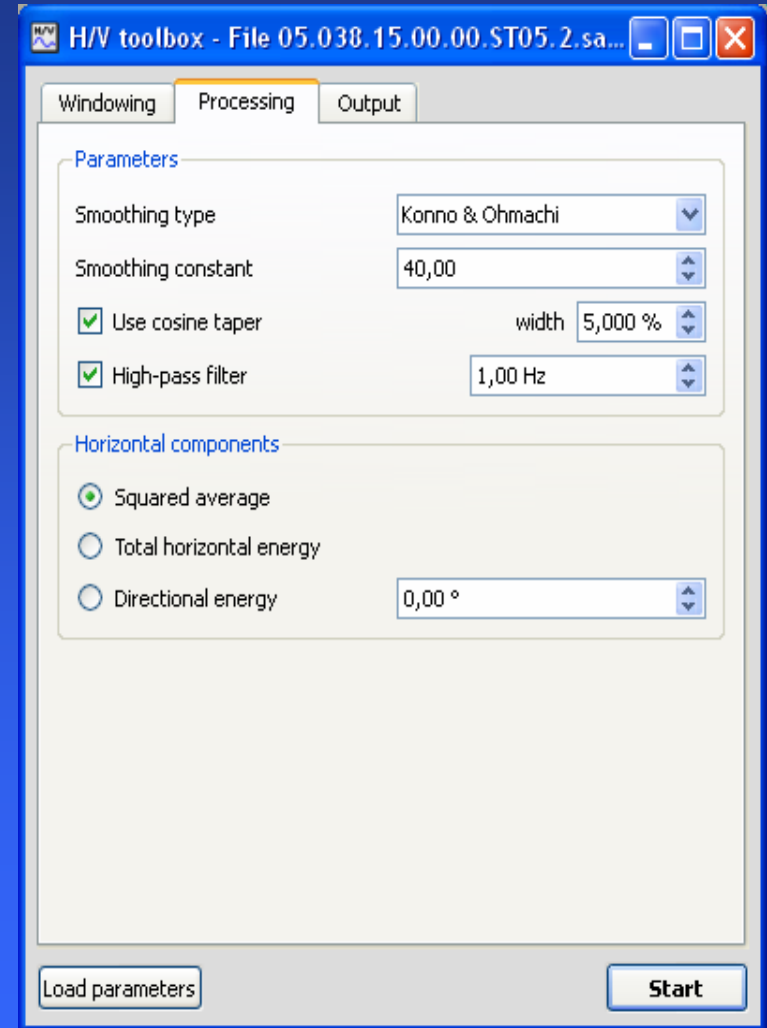 H/V toolbox - File 05.038.15.00.00.ST05.2.sa...
Windowing Processing Output
Parameters
Smoothing type Konno & Ohmachi
Smoothing constant 40,00
Use cosine taper width 5,000 %
High-pass filter 1,00 Hz
Horizontal components
Squared average
Total horizontal energy
Directional energy 0,00 °
Load parameters Start